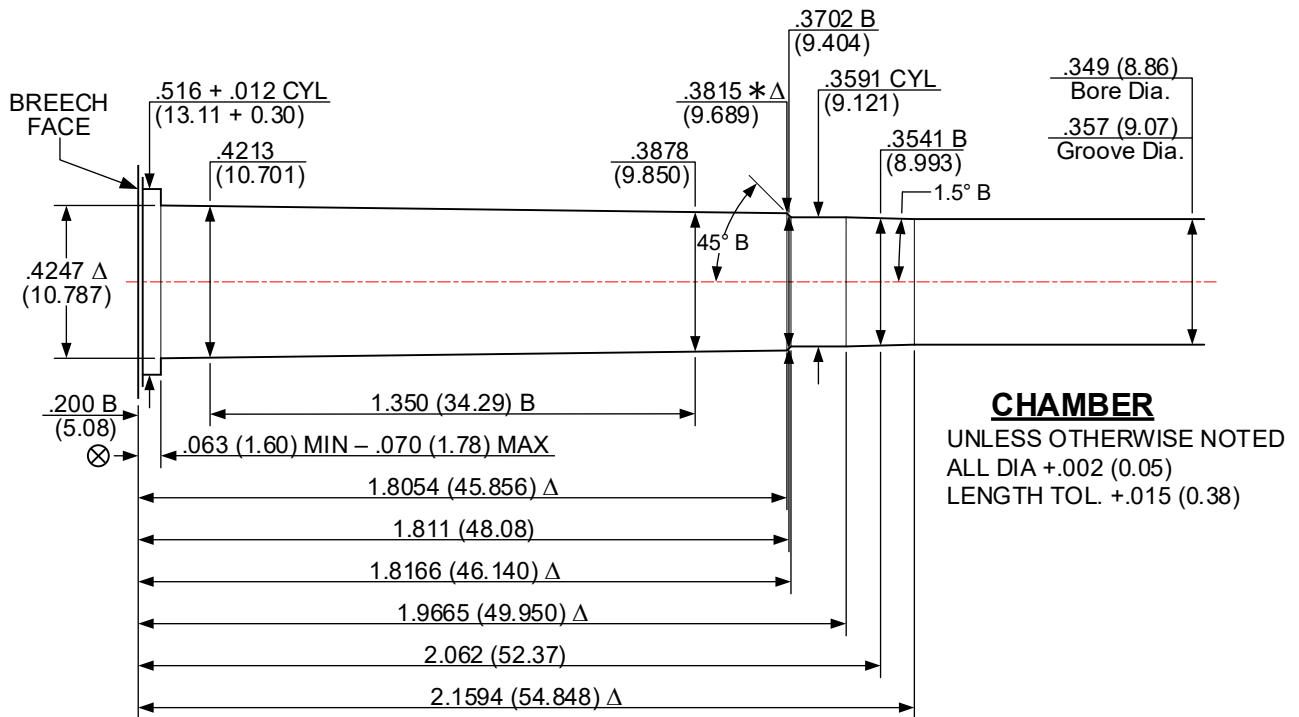 .3702 B
(9.404)
.516 + .012 CYL
(13.11 + 0.30)
.3815 ∗ Δ
(9.689)
.3591 CYL
(9.121)
.349 (8.86)
Bore Dia.
BREECH
FACE
.4213
(10.701)
.3878
(9.850)
.3541 B
(8.993)
.357 (9.07)
Groove Dia.
1.5° B
45° B
.4247 Δ
(10.787)
.200 B
(5.08)
1.350 (34.29) B
⊗
.063 (1.60) MIN – .070 (1.78) MAX
CHAMBER
UNLESS OTHERWISE NOTED
ALL DIA +.002 (0.05)
LENGTH TOL. +.015 (0.38)
1.8054 (45.856) Δ
1.811 (48.08)
1.8166 (46.140) Δ
1.9665 (49.950) Δ
2.062 (52.37)
2.1594 (54.848) Δ